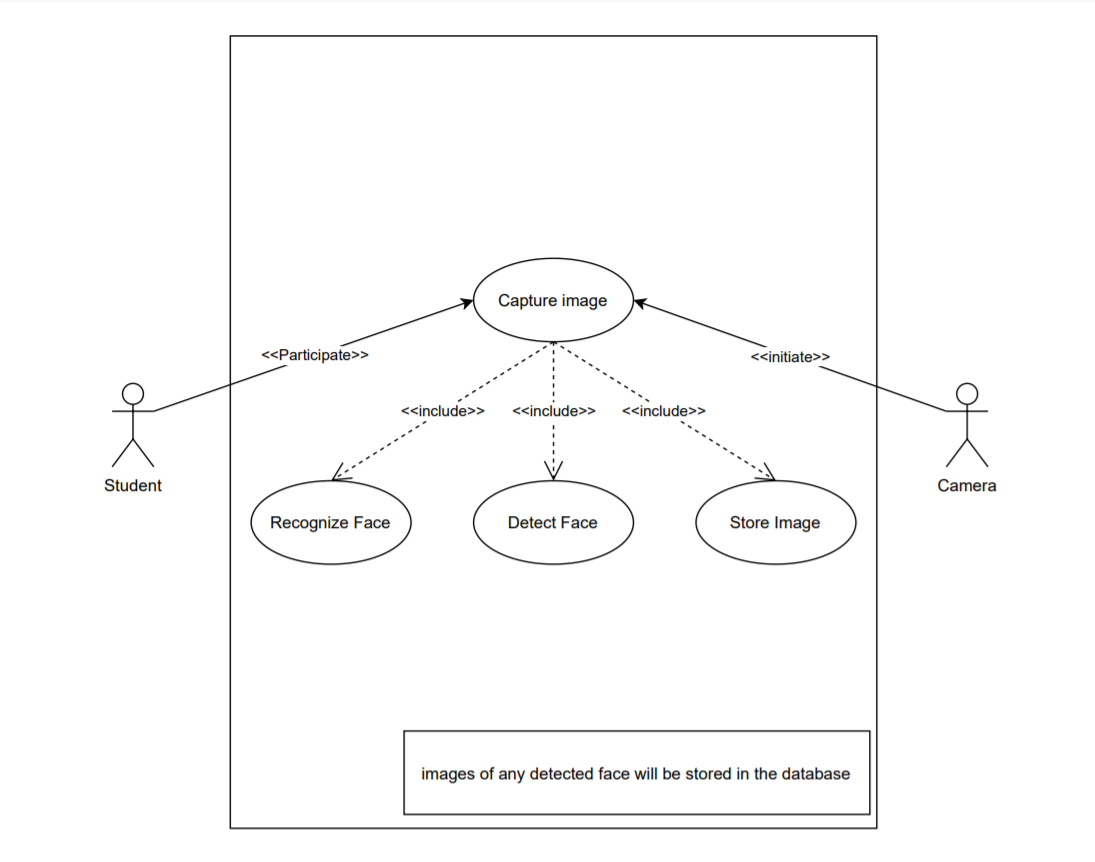 Capture image
<<Participate>>
<<initiate>>
<<include>>
<<include>>
<<include>>
Student
Camera
Recognize Face
Detect Face
Store Image
images of any detected face will be stored in the database